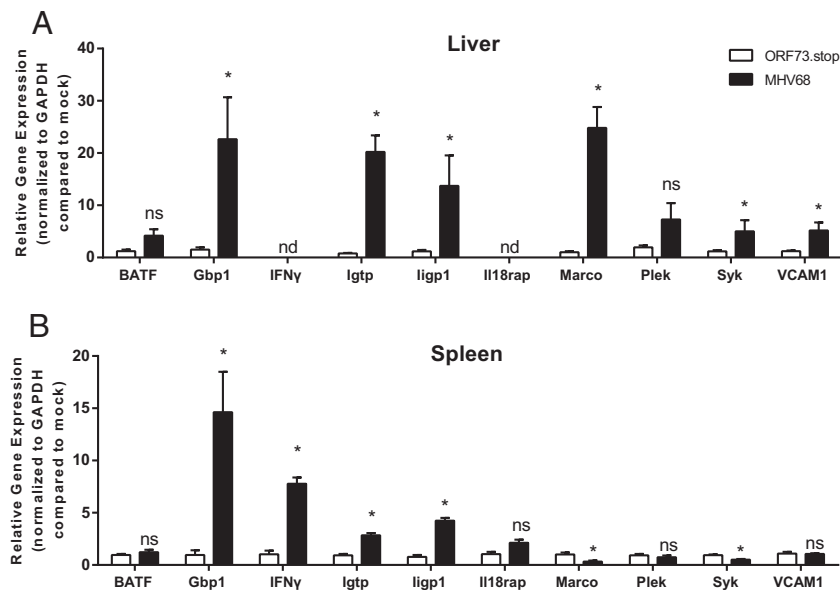 A
Liver
ORF73.stop
MHV68
Relative Gene Expression
(normalized to GAPDH
compared to mock)
40
30
20
10
0
ns
*
nd
*
*
nd
*
ns
*
*
BATF Gbp1 IFNγ Igtp Iigp1 Il18rap Marco Plek Syk VCAM1
B
Spleen
Relative Gene Expression
(normalized to GAPDH
compared to mock)
20
15
10
5
0
ns
*
*
*
*
ns
*
ns
*
ns
BATF Gbp1 IFNγ Igtp Iigp1 Il18rap Marco Plek Syk VCAM1